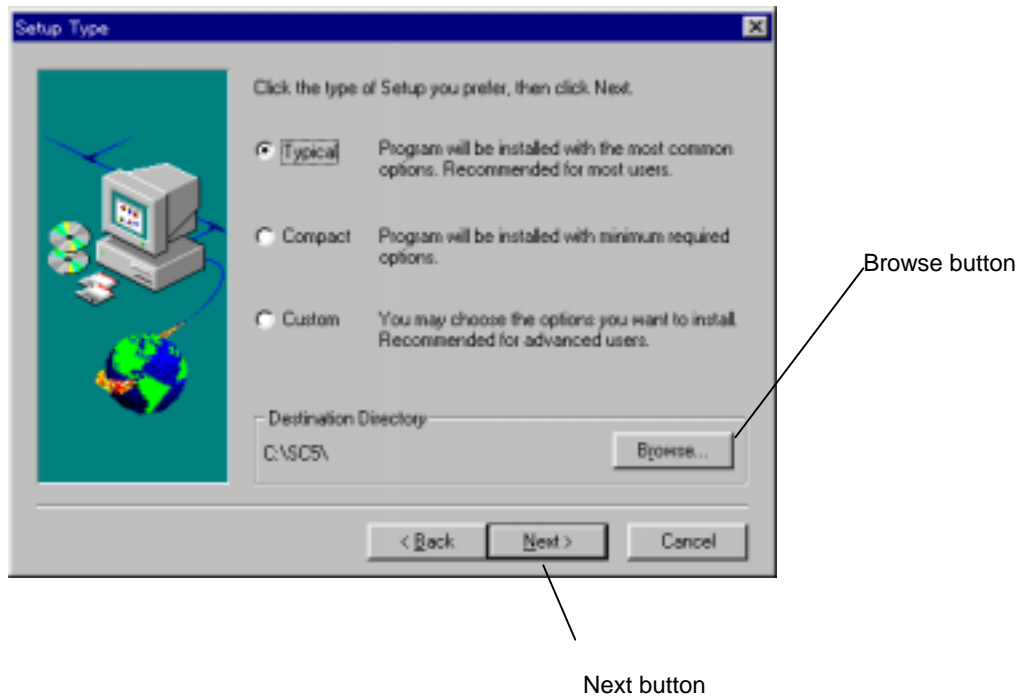 Setup Type
Click the type of Setup you prefer, then click Next.
Typical
Program will be installed with the most common
options. Recommended for most users.
Compact
Program will be installed with minimum required
options.
Custom
You may choose the options you want to install.
Recommended for advanced users.
Destination Directory
C:\SC5\
Browse...
< Back
Next >
Cancel
Browse button
Next button